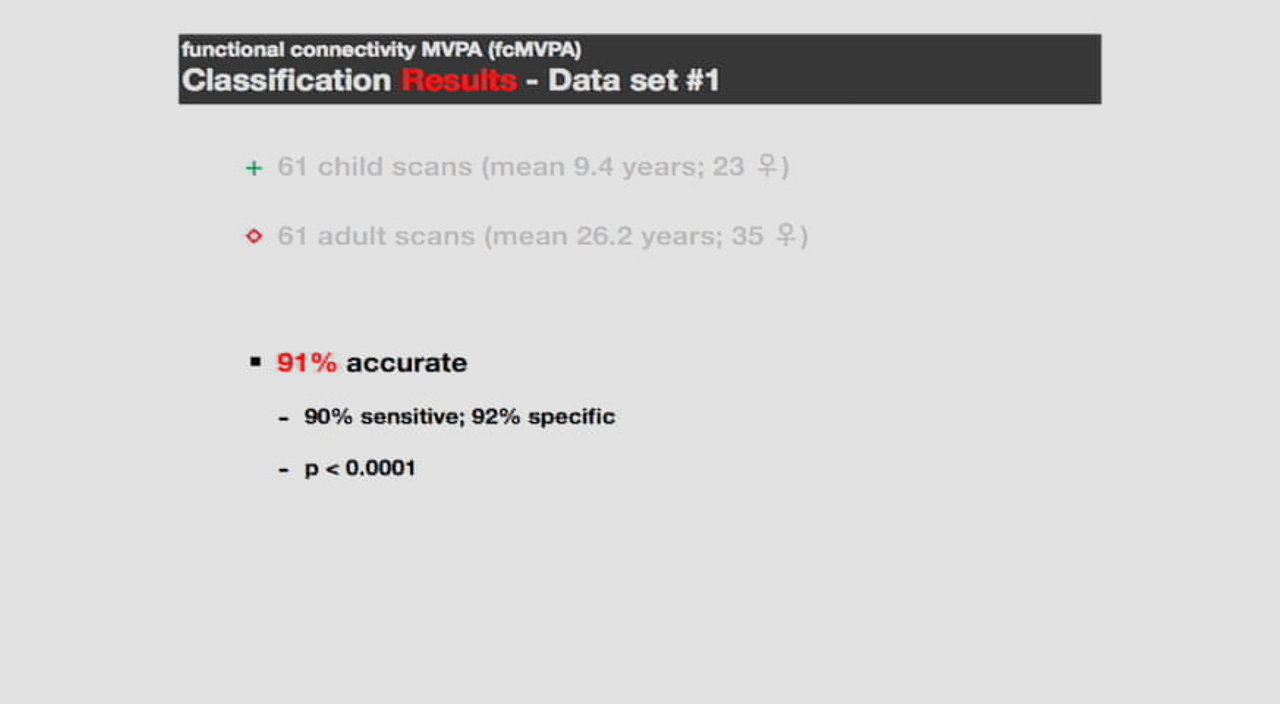 functional connectivity MVPA (fcMVPA)
Classification Results - Data set #1
+ 61 child scans (mean 9.4 years; 23 ♀)
◇ 61 adult scans (mean 26.2 years; 35 ♀)
▪ 91% accurate
- 90% sensitive; 92% specific
- p < 0.0001